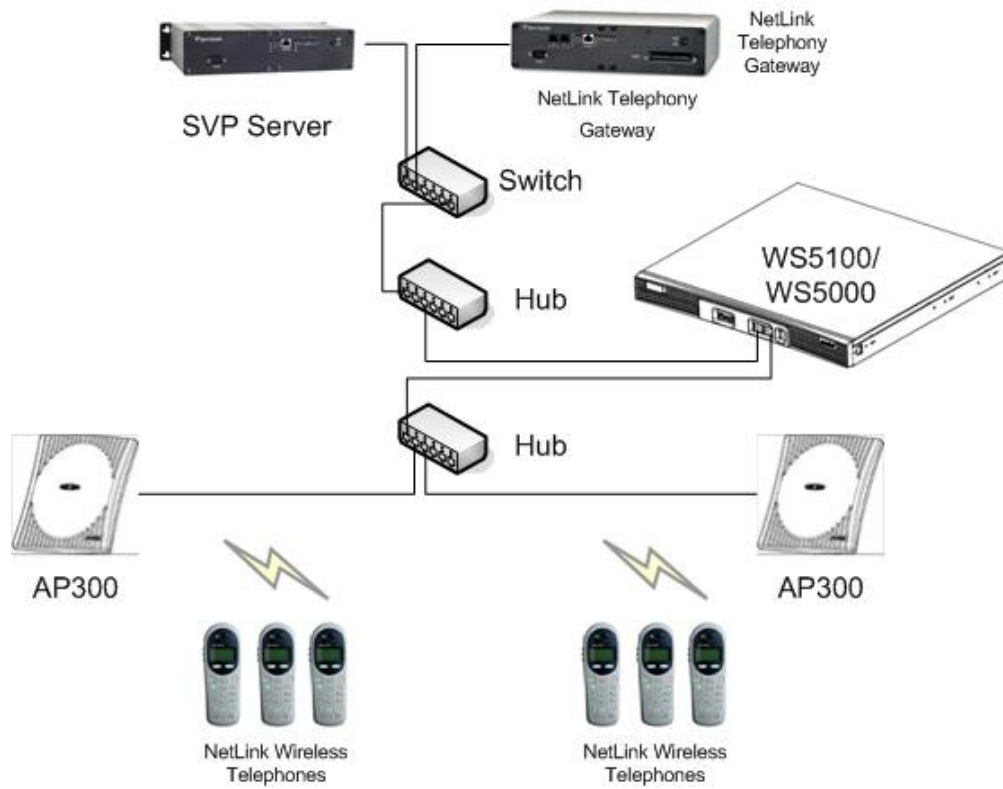 NetLink
Telephony
Gateway
NetLink Telephony
Gateway
SVP Server
Switch
WS5100/
WS5000
Hub
Hub
AP300
AP300
NetLink Wireless
Telephones
NetLink Wireless
Telephones